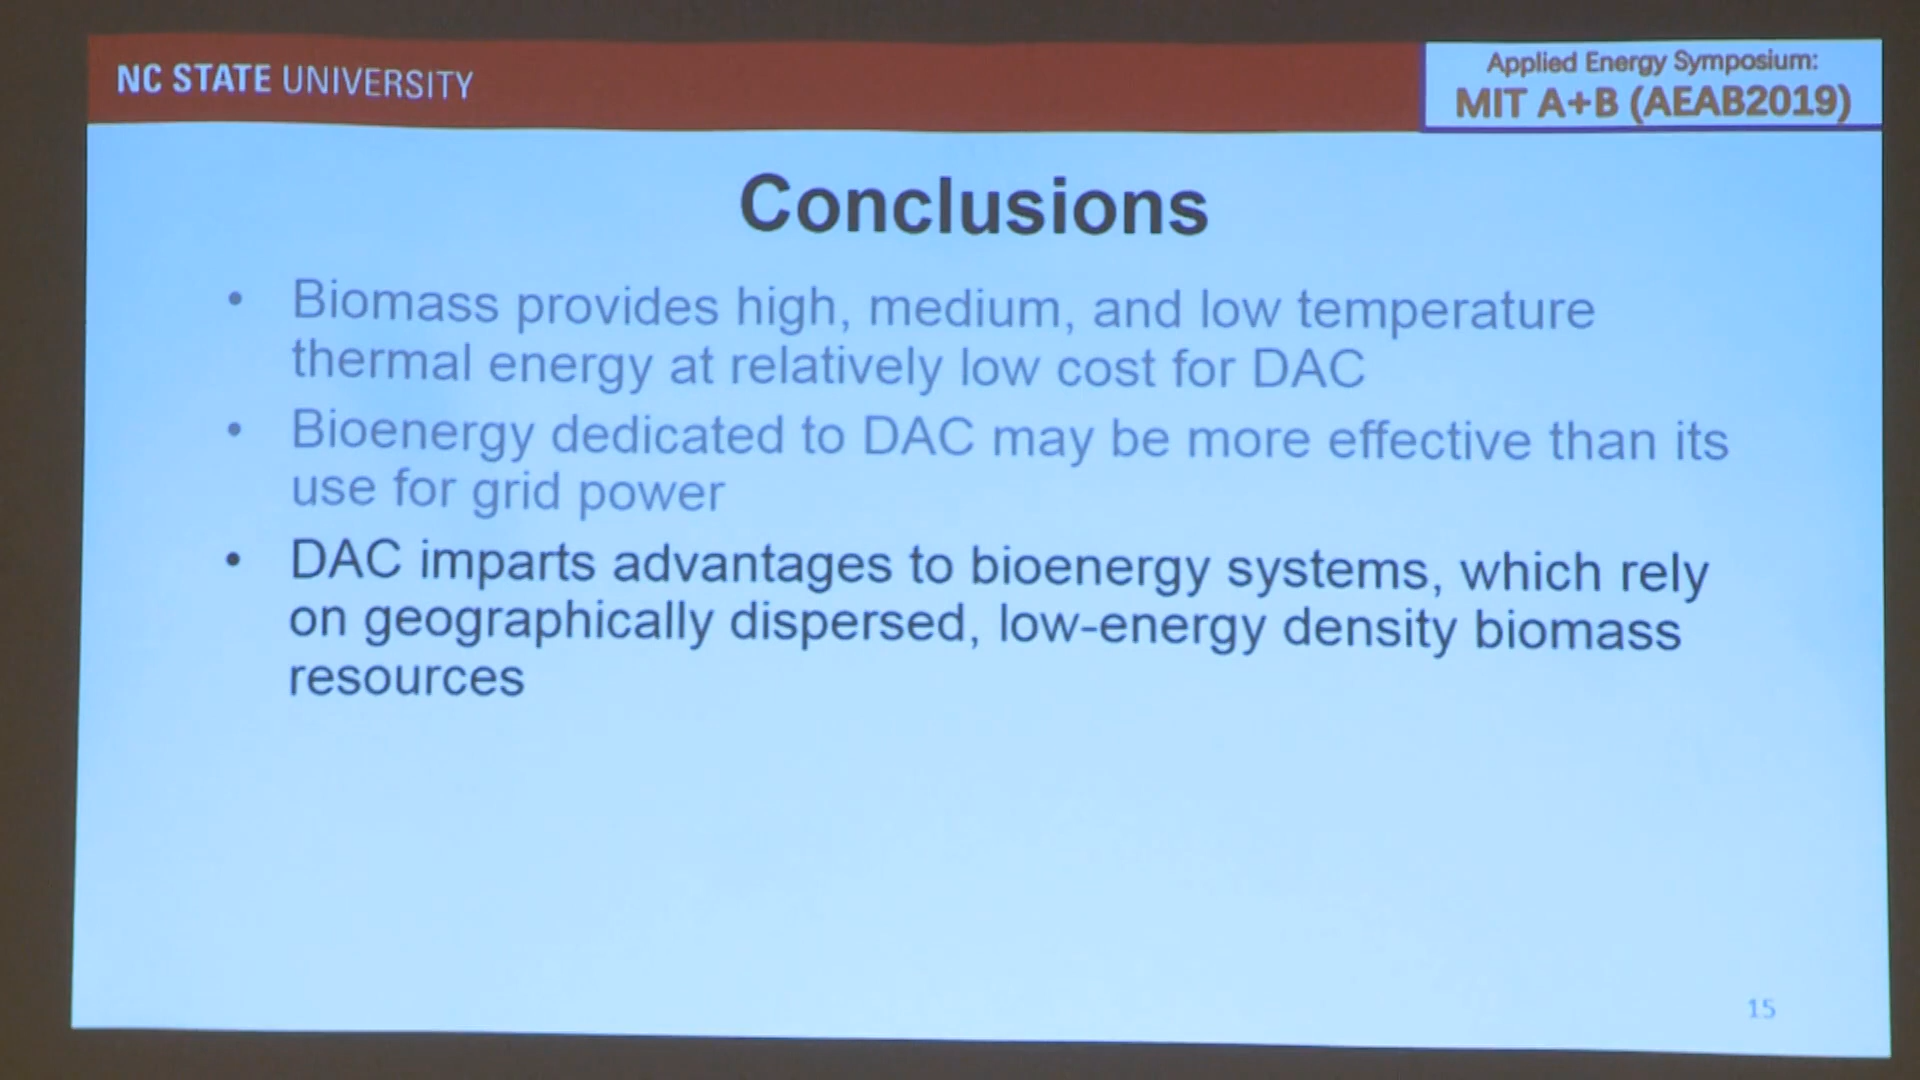 NC STATE UNIVERSITY
Applied Energy Symposium:
MIT A+B (AEAB2019)
Conclusions
• Biomass provides high, medium, and low temperature
thermal energy at relatively low cost for DAC
• Bioenergy dedicated to DAC may be more effective than its
use for grid power
• DAC imparts advantages to bioenergy systems, which rely
on geographically dispersed, low-energy density biomass
resources
15